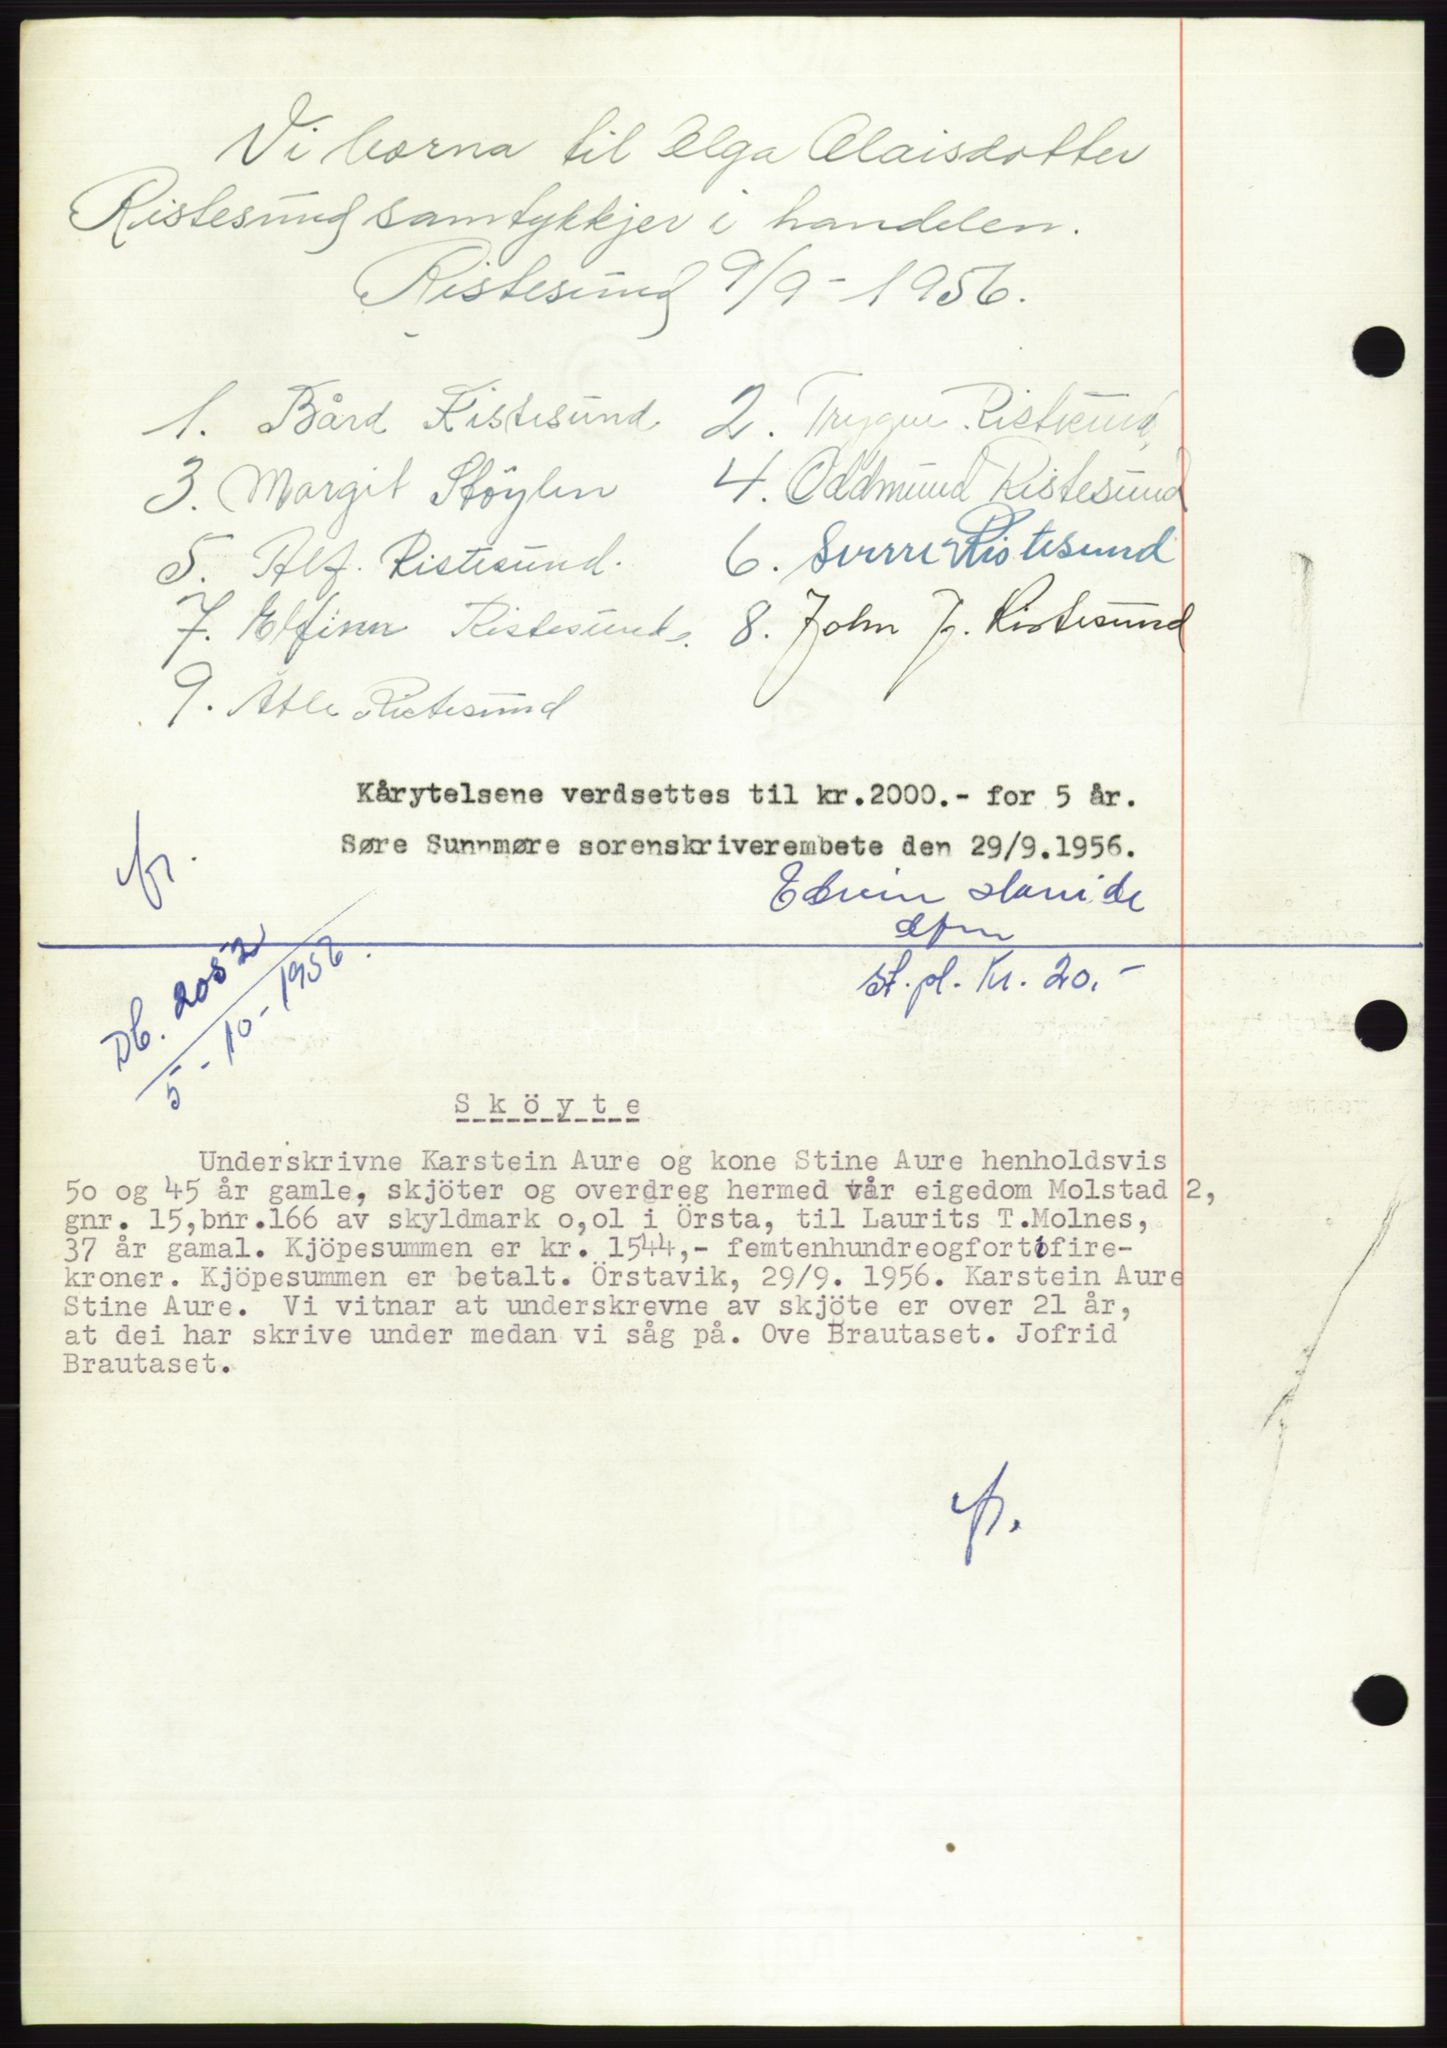 Vi borna til Olga Olaisdotter
Ristesund samtykkjer i handelen.
Ristesund 9/9-1956.
1. Bård Ristesund 2. Trygve Ristesund
3. Margit Støylen 4. Oddmund Ristesund
5. Alf Ristesund. 6. Sverre Ristesund
7. Elfinn Ristesund. 8. John J. Ristesund
9. Atle Ristesund
Kårytelsene verdsettes til kr.2000.- for 5 år.
Søre Sunnmøre sorenskriverembete den 29/9.1956.
Edvin
st. pl. Kr. 20.-
Db. 2052
5-10-1956.
Sköyte
Underskrivne Karstein Aure og kone Stine Aure henholdsvis
5o og 45 år gamle, skjöter og overdreg hermed vår eigedom Molstad 2,
gnr. 15,bnr.166 av skyldmark o,ol i Örsta, til Laurits T.Molnes,
37 år gamal. Kjöpesummen er kr. 1544,- femtenhundreogfortifire-
kroner. Kjöpesummen er betalt. Örstavik, 29/9. 1956. Karstein Aure
Stine Aure. Vi vitnar at underskrevne av skjöte er over 21 år,
at dei har skrive under medan vi såg på. Ove Brautaset. Jofrid
Brautaset.